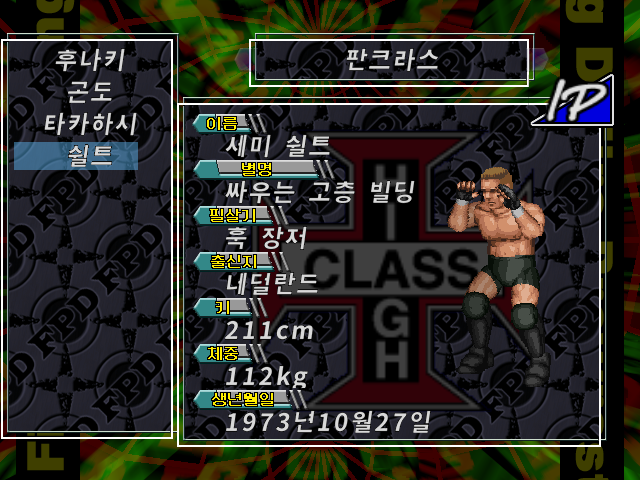 후나키
곤도
타카하시
쉴트
판크라스
1P
이름
세미 쉴트
별명
싸우는 고층 빌딩
필살기
훅 장저
출신지
네덜란드
키
211cm
체중
112kg
생년월일
1973년10월27일
HIGH
CLASS